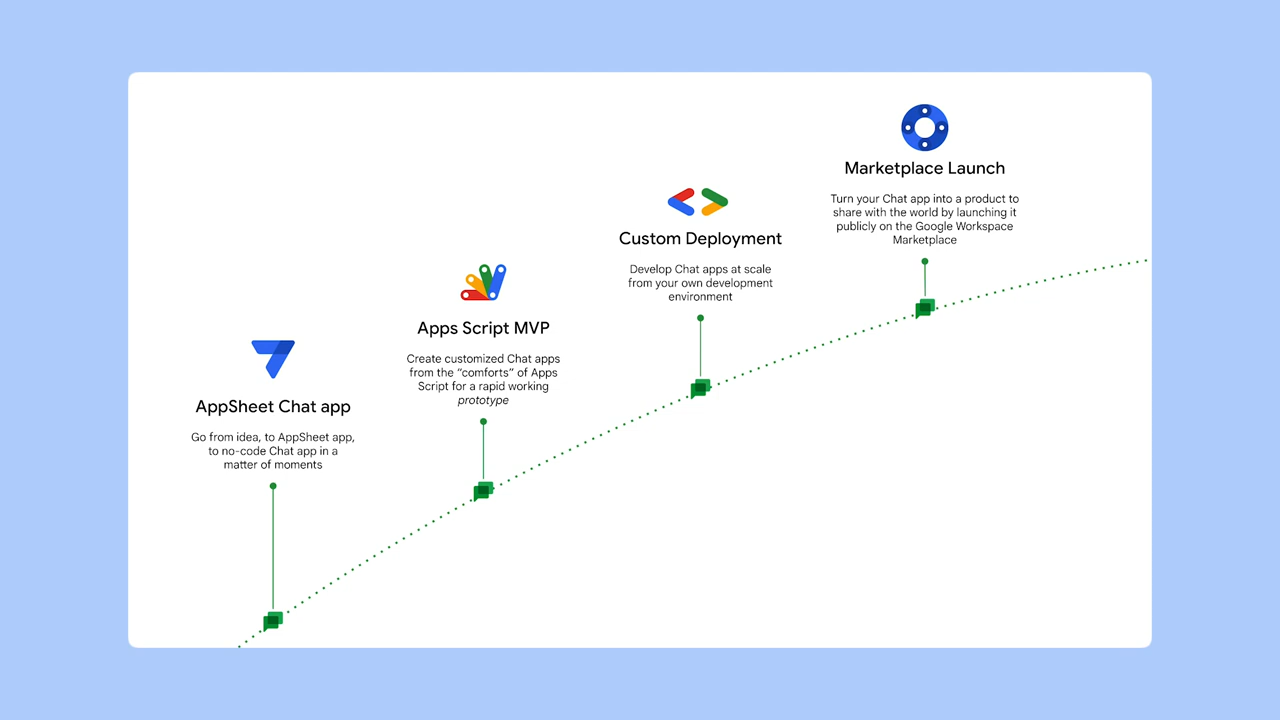 AppSheet Chat app
Go from idea, to AppSheet app,
to no-code Chat app in a
matter of moments
Apps Script MVP
Create customized Chat apps
from the “comforts” of Apps
Script for a rapid working
prototype
Custom Deployment
Develop Chat apps at scale
from your own development
environment
Marketplace Launch
Turn your Chat app into a product to
share with the world by launching it
publicly on the Google Workspace
Marketplace